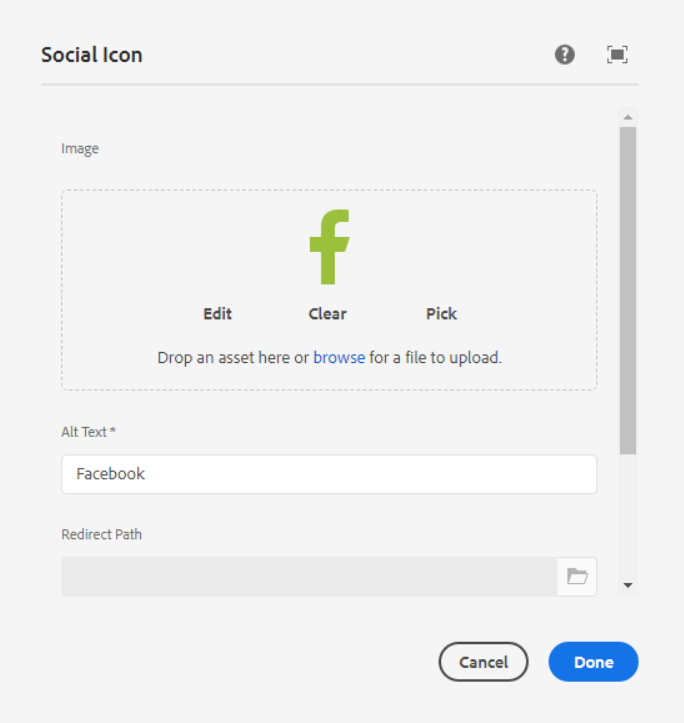 Social Icon
Image
Edit Clear Pick
Drop an asset here or browse for a file to upload.
Alt Text *
Facebook
Redirect Path
Cancel Done